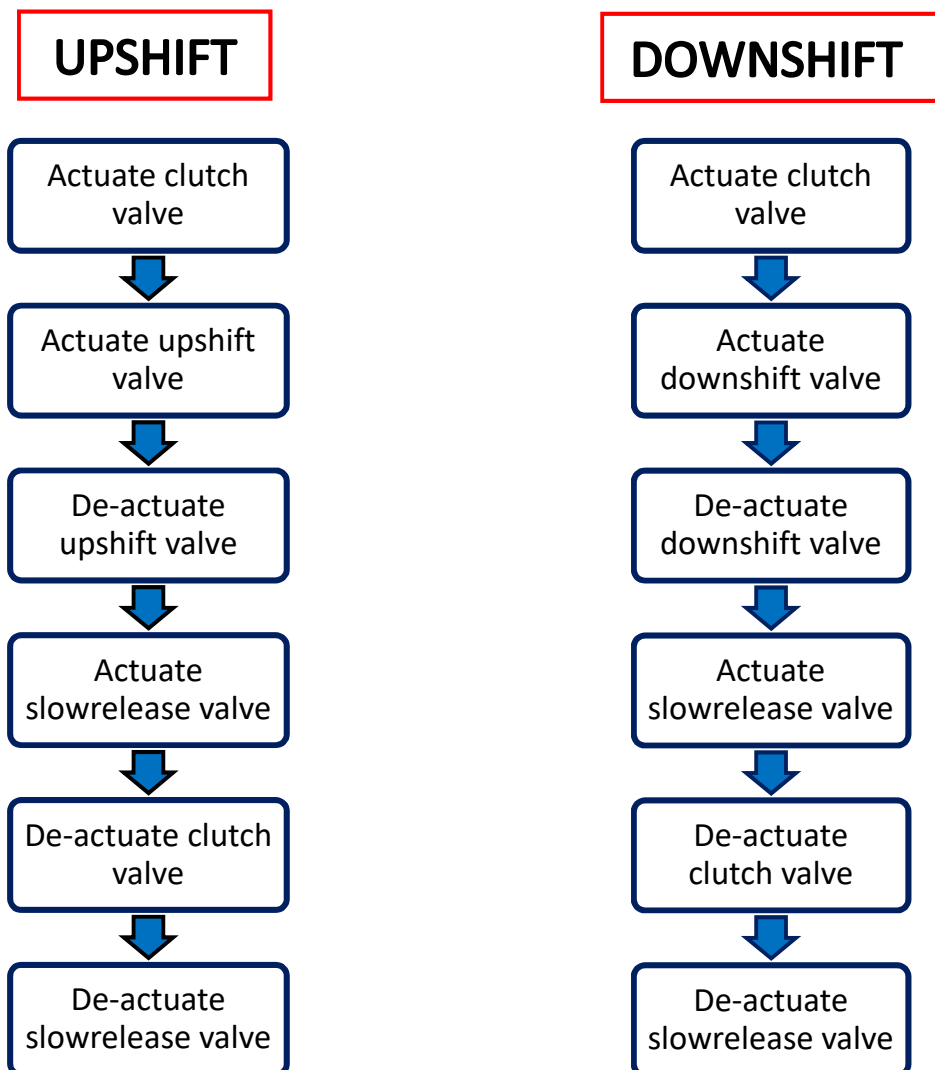 UPSHIFT
Actuate clutch
valve
Actuate upshift
valve
De-actuate
upshift valve
Actuate
slowrelease valve
De-actuate clutch
valve
De-actuate
slowrelease valve
DOWNSHIFT
Actuate clutch
valve
Actuate
downshift valve
De-actuate
downshift valve
Actuate
slowrelease valve
De-actuate
clutch valve
De-actuate
slowrelease valve